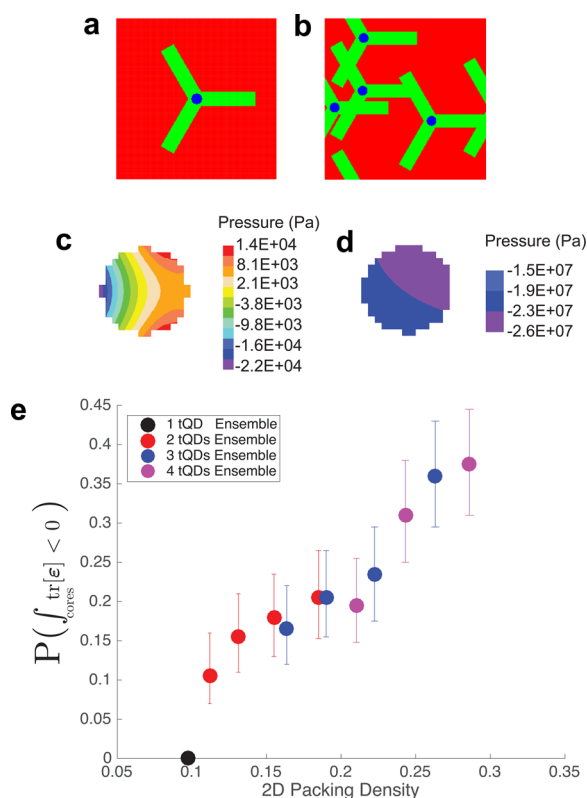 a
b
c
Pressure (Pa)
1.4E+04
8.1E+03
2.1E+03
-3.8E+03
-9.8E+03
-1.6E+04
-2.2E+04
d
Pressure (Pa)
-1.5E+07
-1.9E+07
-2.3E+07
-2.6E+07
e
P(∫cores tr[ε] < 0)
0.45
0.4
0.35
0.3
0.25
0.2
0.15
0.1
0.05
0
1 tQD Ensemble
2 tQDs Ensemble
3 tQDs Ensemble
4 tQDs Ensemble
0.05 0.1 0.15 0.2 0.25 0.3 0.35
2D Packing Density